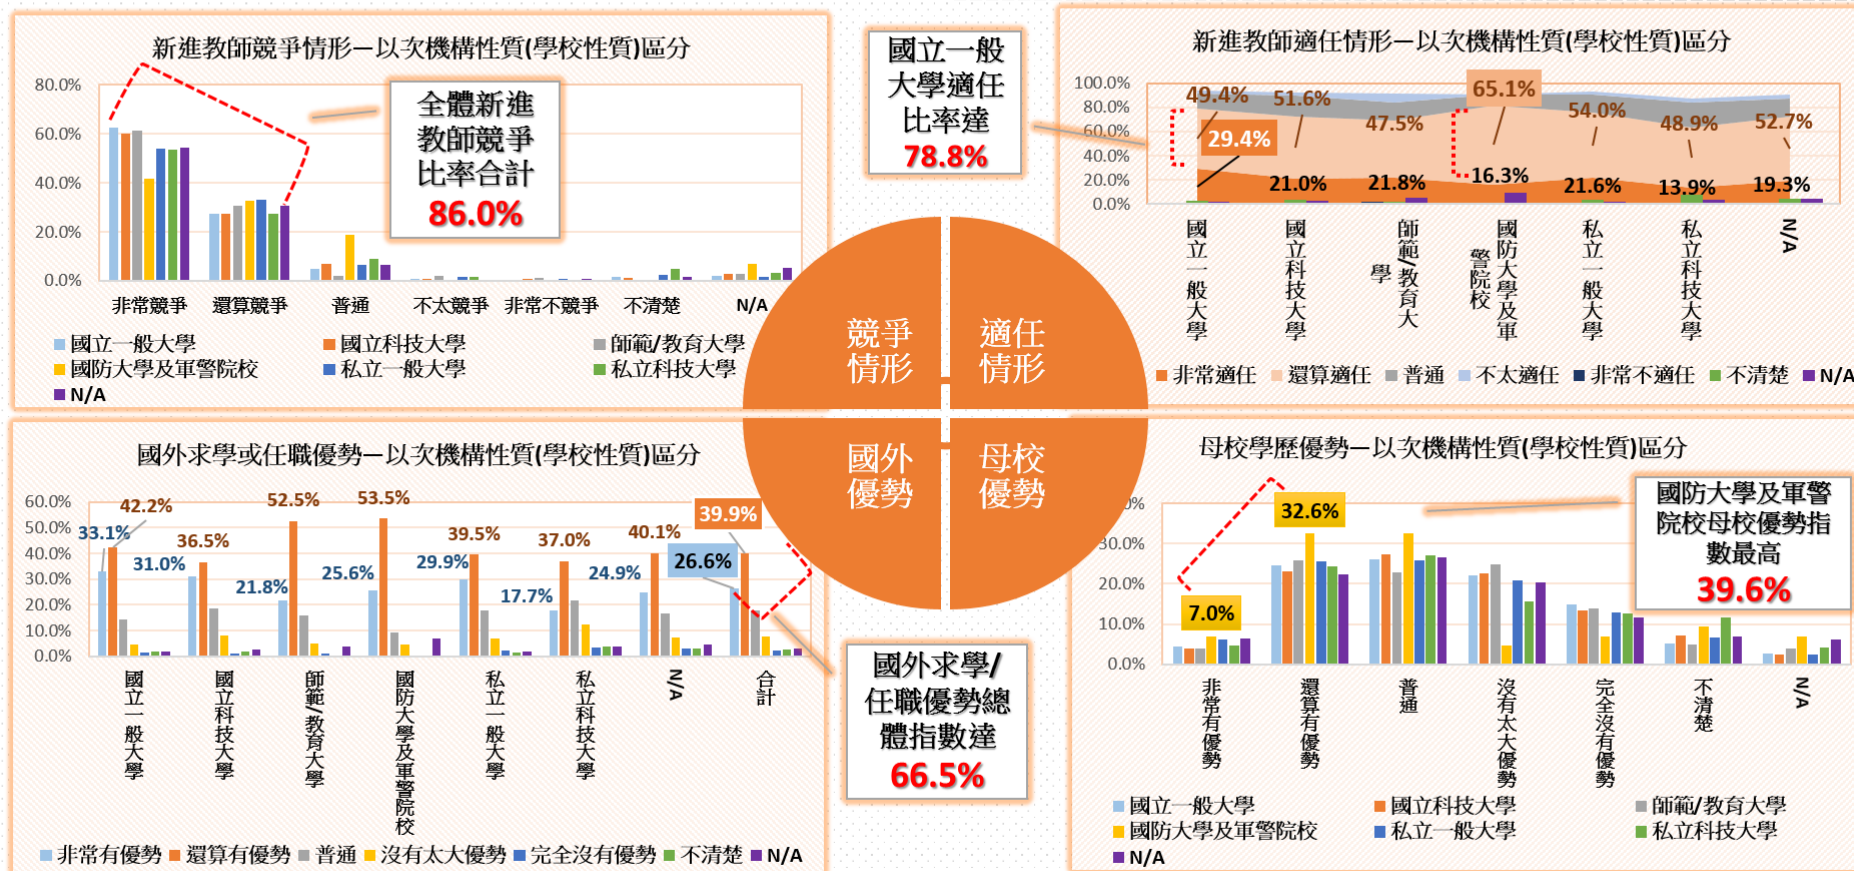 新進教師競爭情形—以次機構性質(學校性質)區分
80.0%
60.0%
40.0%
20.0%
0.0%
非常競爭
還算競爭
普通
不太競爭
非常不競爭
不清楚
N/A
國立一般大學
國立科技大學
師範/教育大學
國防大學及軍警院校
私立一般大學
私立科技大學
N/A
全體新進
教師競爭
比率合計
86.0%
國立一般
大學適任
比率達
78.8%
新進教師適任情形—以次機構性質(學校性質)區分
100.0%
80.0%
60.0%
40.0%
20.0%
0.0%
49.4%
51.6%
47.5%
65.1%
54.0%
48.9%
52.7%
29.4%
21.0%
21.8%
16.3%
21.6%
13.9%
19.3%
國立一般大學
國立科技大學
師範/教育大
學
國防大學及軍
警院校
私立一般大學
私立科技大學
N/A
非常適任
還算適任
普通
不太適任
非常不適任
不清楚
N/A
競爭
情形
適任
情形
國外
優勢
母校
優勢
國外求學或任職優勢—以次機構性質(學校性質)區分
60.0%
50.0%
40.0%
30.0%
20.0%
10.0%
0.0%
33.1%
42.2%
31.0%
36.5%
21.8%
52.5%
25.6%
53.5%
29.9%
39.5%
17.7%
37.0%
24.9%
40.1%
26.6%
39.9%
國立一般大學
國立科技大學
師範/教育大學
國防大學及軍警院校
私立一般大學
私立科技大學
N/A
合計
非常有優勢
還算有優勢
普通
沒有太大優勢
完全沒有優勢
不清楚
N/A
國外求學/
任職優勢總
體指數達
66.5%
母校學歷優勢—以次機構性質(學校性質)區分
30.0%
20.0%
10.0%
0.0%
7.0%
32.6%
非常有優勢
還算有優勢
普通
沒有太大優勢
完全沒有優勢
不清楚
N/A
國立一般大學
國立科技大學
師範/教育大學
國防大學及軍警院校
私立一般大學
私立科技大學
N/A
國防大學及軍警
院校母校優勢指
數最高
39.6%